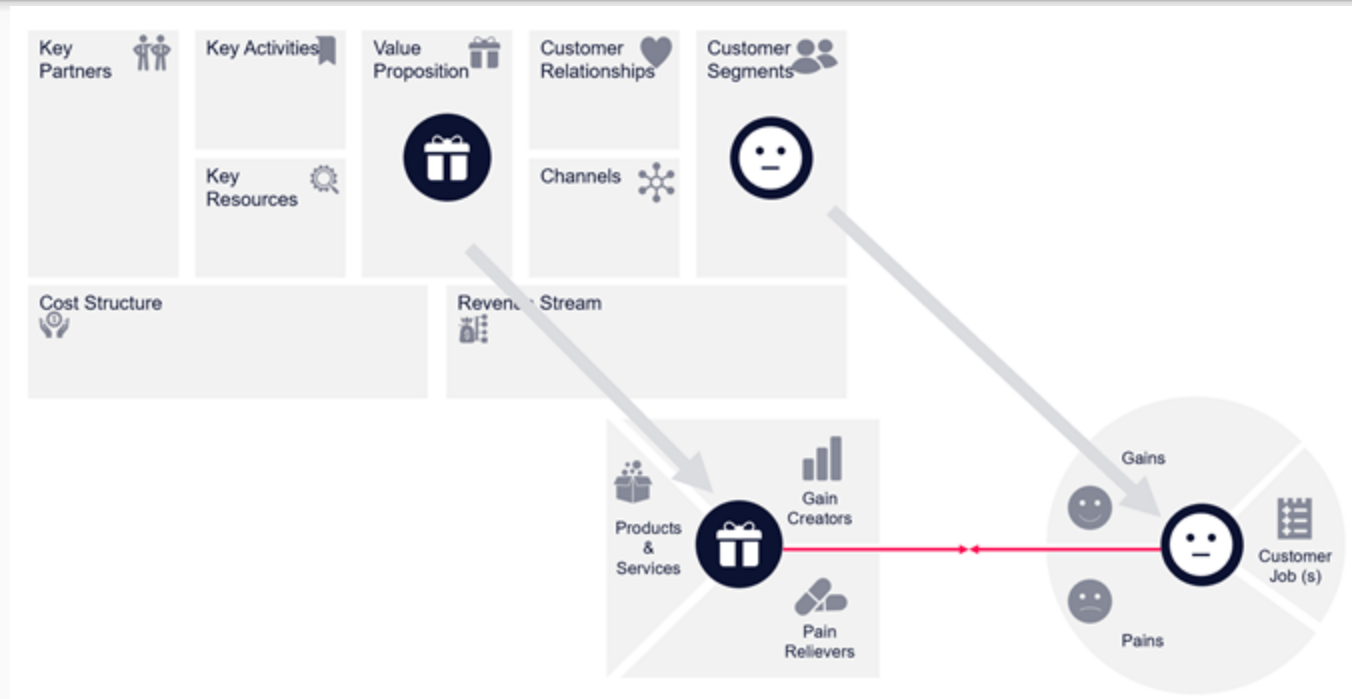 Key
Partners
Key Activities
Value
Proposition
Customer
Relationships
Customer
Segments
Key
Resources
Channels
Cost Structure
Revenue Stream
Products
&
Services
Gain
Creators
Pain
Relievers
Gains
Pains
Customer
Job (s)